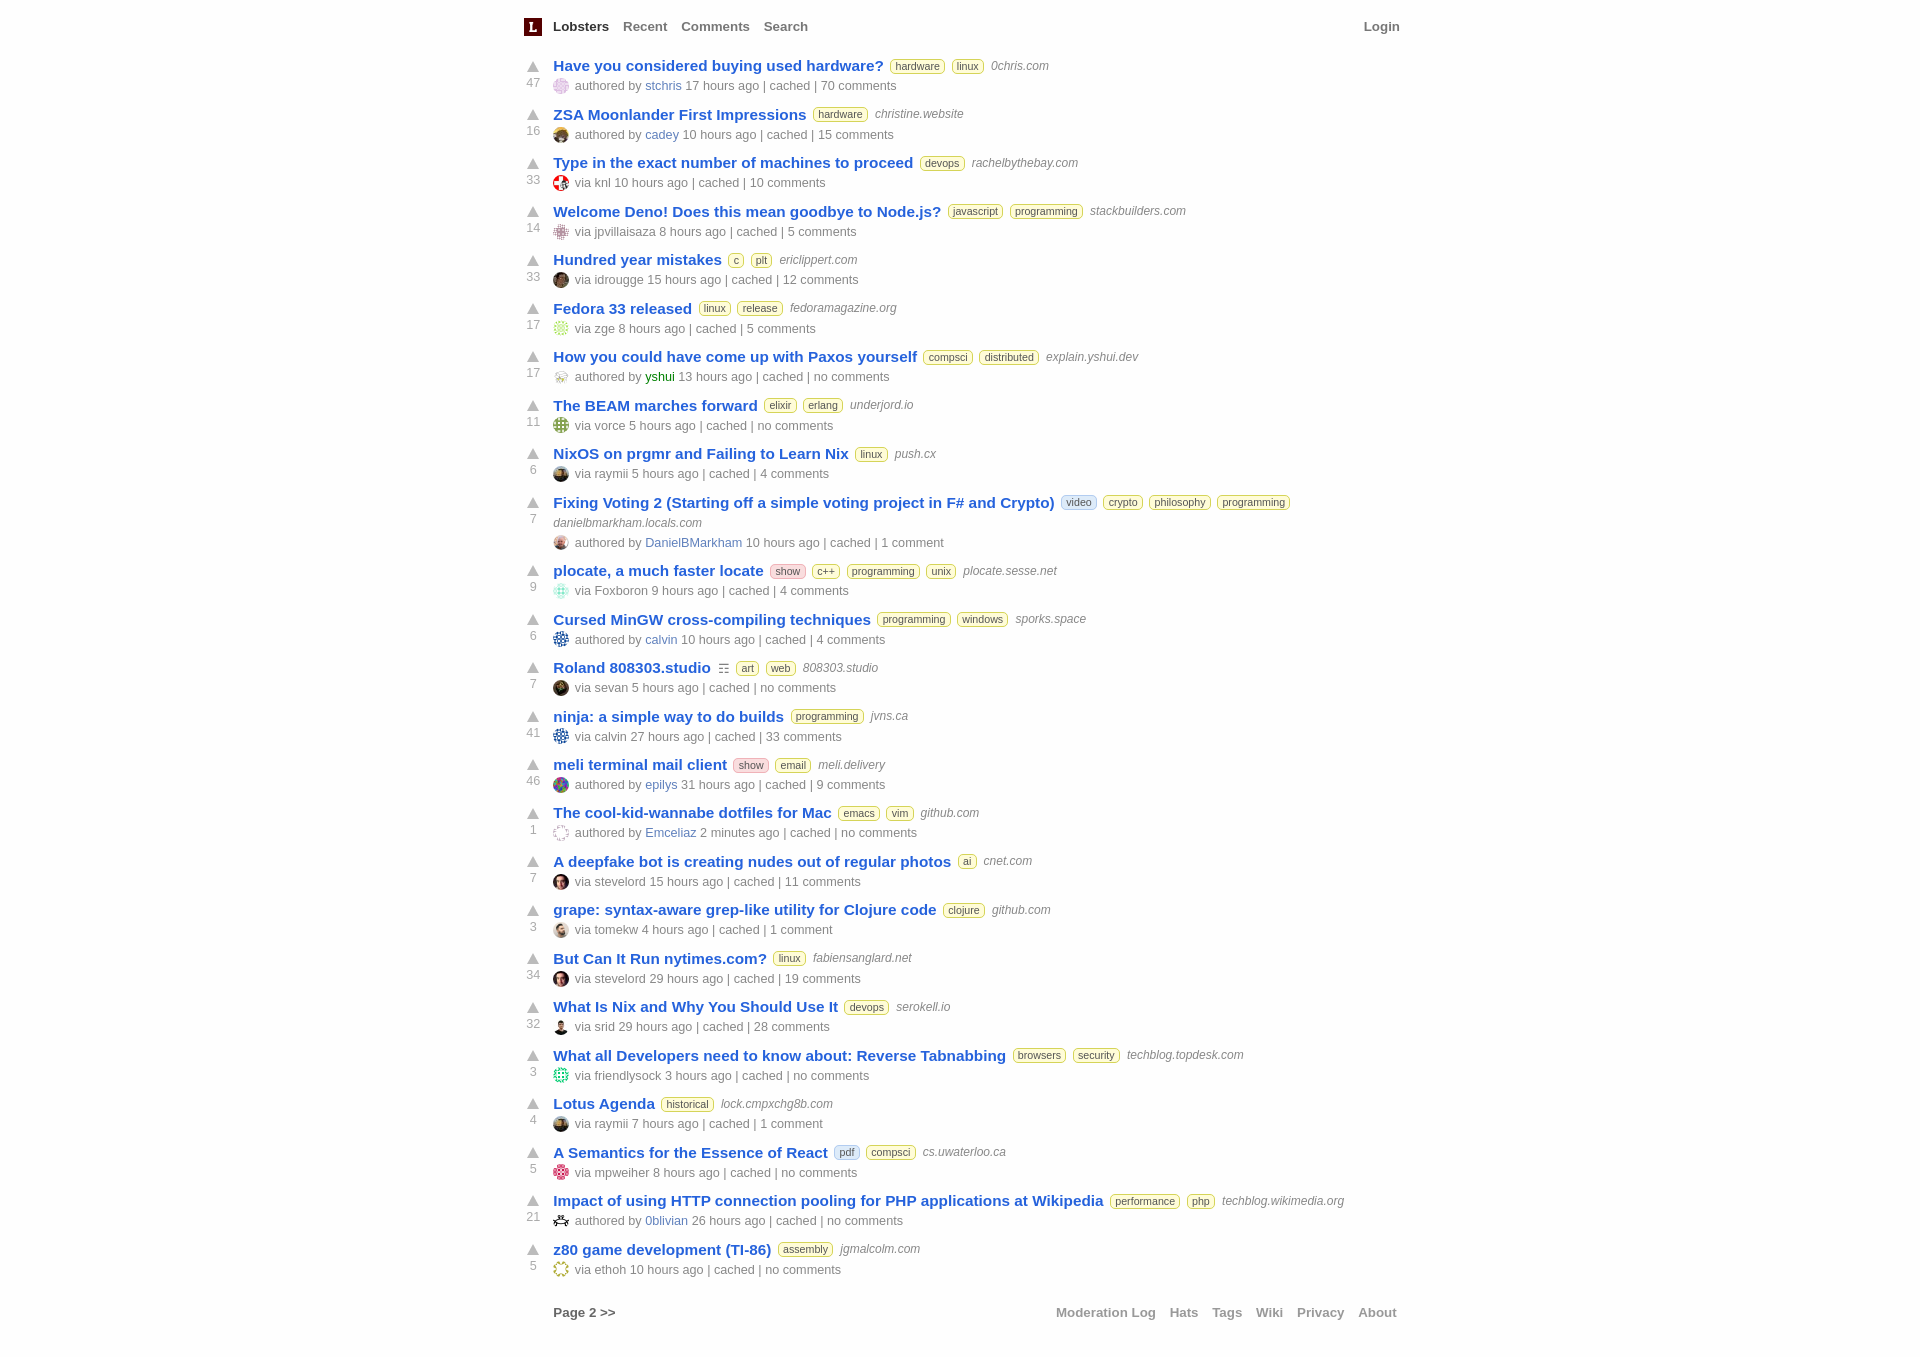 L Lobsters Recent Comments Search Login
Have you considered buying used hardware? hardware linux 0chris.com
47
authored by stchris 17 hours ago | cached | 70 comments
ZSA Moonlander First Impressions hardware christine.website
16
authored by cadey 10 hours ago | cached | 15 comments
Type in the exact number of machines to proceed devops rachelbythebay.com
33
via knl 10 hours ago | cached | 10 comments
Welcome Deno! Does this mean goodbye to Node.js? javascript programming stackbuilders.com
14
via jpvillaisaza 8 hours ago | cached | 5 comments
Hundred year mistakes c plt ericlippert.com
33
via idrougge 15 hours ago | cached | 12 comments
Fedora 33 released linux release fedoramagazine.org
17
via zge 8 hours ago | cached | 5 comments
How you could have come up with Paxos yourself compsci distributed explain.yshui.dev
17
authored by yshui 13 hours ago | cached | no comments
The BEAM marches forward elixir erlang underjord.io
11
via vorce 5 hours ago | cached | no comments
NixOS on prgmr and Failing to Learn Nix linux push.cx
6
via raymii 5 hours ago | cached | 4 comments
Fixing Voting 2 (Starting off a simple voting project in F# and Crypto) video crypto philosophy programming
7
danielbmarkham.locals.com
authored by DanielBMarkham 10 hours ago | cached | 1 comment
plocate, a much faster locate show c++ programming unix plocate.sesse.net
9
via Foxboron 9 hours ago | cached | 4 comments
Cursed MinGW cross-compiling techniques programming windows sporks.space
6
authored by calvin 10 hours ago | cached | 4 comments
Roland 808303.studio ☶ art web 808303.studio
7
via sevan 5 hours ago | cached | no comments
ninja: a simple way to do builds programming jvns.ca
41
via calvin 27 hours ago | cached | 33 comments
meli terminal mail client show email meli.delivery
46
authored by epilys 31 hours ago | cached | 9 comments
The cool-kid-wannabe dotfiles for Mac emacs vim github.com
1
authored by Emceliaz 2 minutes ago | cached | no comments
A deepfake bot is creating nudes out of regular photos ai cnet.com
7
via stevelord 15 hours ago | cached | 11 comments
grape: syntax-aware grep-like utility for Clojure code clojure github.com
3
via tomekw 4 hours ago | cached | 1 comment
But Can It Run nytimes.com? linux fabiensanglard.net
34
via stevelord 29 hours ago | cached | 19 comments
What Is Nix and Why You Should Use It devops serokell.io
32
via srid 29 hours ago | cached | 28 comments
What all Developers need to know about: Reverse Tabnabbing browsers security techblog.topdesk.com
3
via friendlysock 3 hours ago | cached | no comments
Lotus Agenda historical lock.cmpxchg8b.com
4
via raymii 7 hours ago | cached | 1 comment
A Semantics for the Essence of React pdf compsci cs.uwaterloo.ca
5
via mpweiher 8 hours ago | cached | no comments
Impact of using HTTP connection pooling for PHP applications at Wikipedia performance php techblog.wikimedia.org
21
authored by 0blivian 26 hours ago | cached | no comments
z80 game development (TI-86) assembly jgmalcolm.com
5
via ethoh 10 hours ago | cached | no comments
Page 2 >> Moderation Log Hats Tags Wiki Privacy About